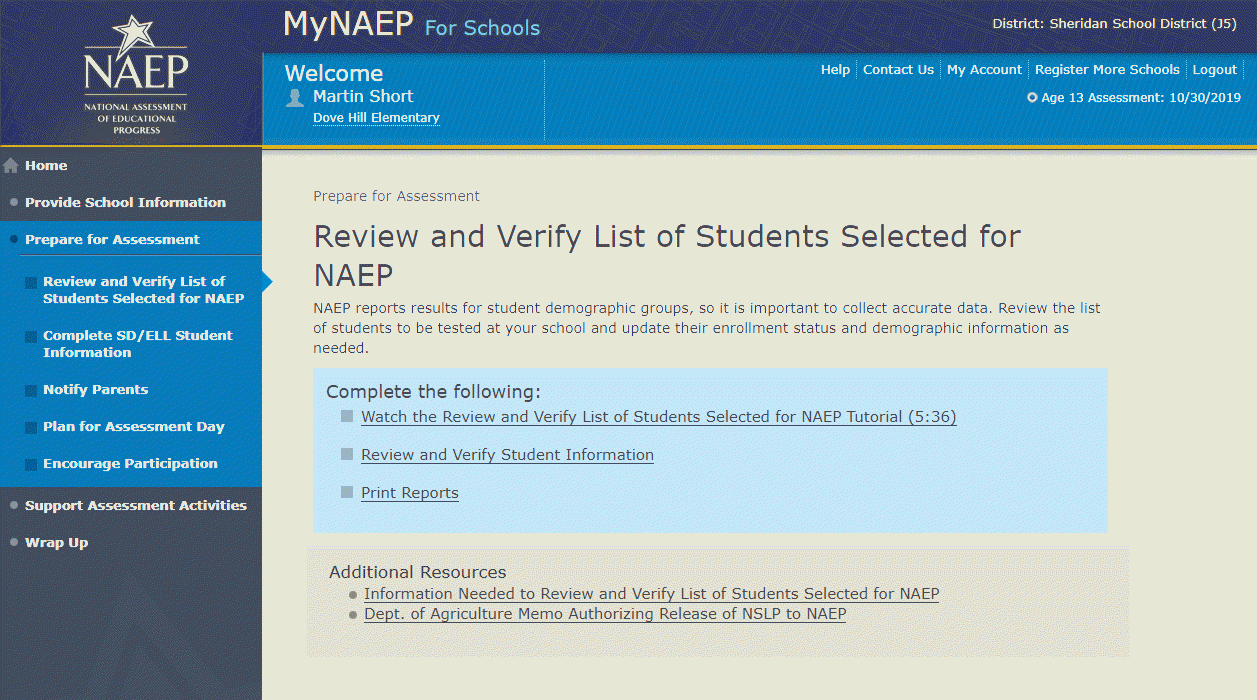 NAEP
NATIONAL ASSESSMENT
OF EDUCATIONAL
PROGRESS
MyNAEP For Schools
District: Sheridan School District (J5)
Welcome
Martin Short
Dove Hill Elementary
Help
Contact Us
My Account
Register More Schools
Logout
Age 13 Assessment: 10/30/2019
Home
Provide School Information
Prepare for Assessment
Review and Verify List of
Students Selected for NAEP
Complete SD/ELL Student
Information
Notify Parents
Plan for Assessment Day
Encourage Participation
Support Assessment Activities
Wrap Up
Prepare for Assessment
Review and Verify List of Students Selected for
NAEP
NAEP reports results for student demographic groups, so it is important to collect accurate data. Review the list
of students to be tested at your school and update their enrollment status and demographic information as
needed.
Complete the following:
Watch the Review and Verify List of Students Selected for NAEP Tutorial (5:36)
Review and Verify Student Information
Print Reports
Additional Resources
Information Needed to Review and Verify List of Students Selected for NAEP
Dept. of Agriculture Memo Authorizing Release of NSLP to NAEP